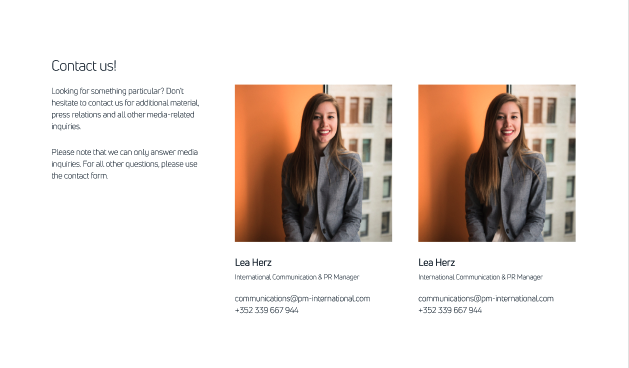 Contact us!
Looking for something particular? Don't
hesitate to contact us for additional material,
press relations and all other media-related
inquiries.
Please note that we can only answer media
inquiries. For all other questions, please use
the contact form.
Lea Herz
International Communication & PR Manager
communications@pm-international.com
+352 339 667 944
Lea Herz
International Communication & PR Manager
communications@pm-international.com
+352 339 667 944